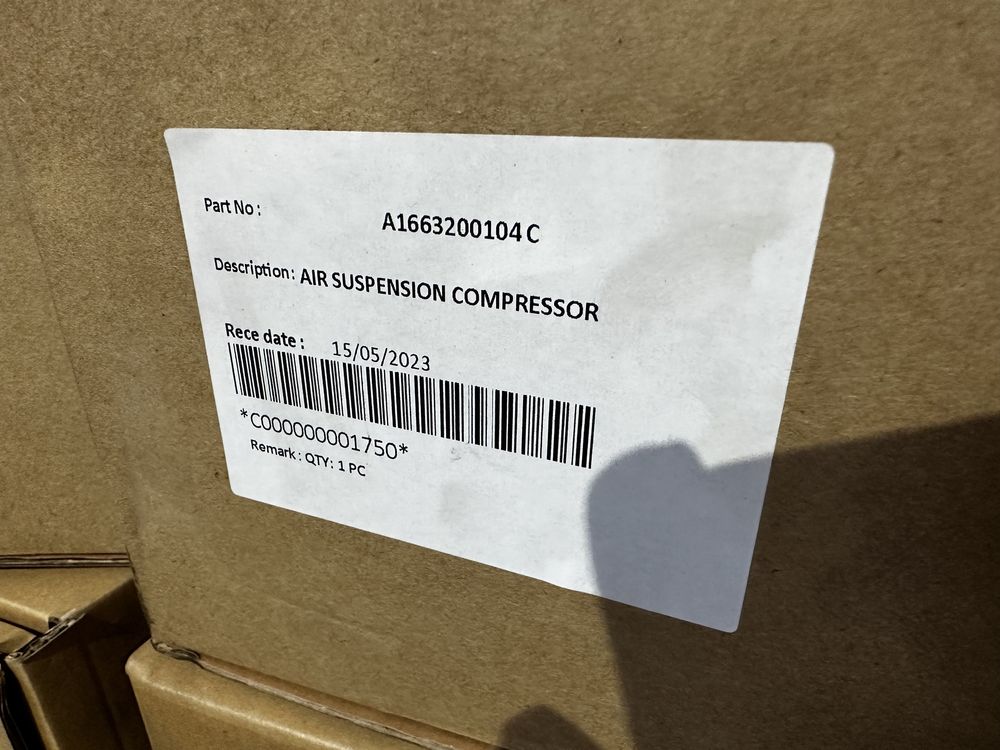 Part No :
A1663200104 C
Description: AIR SUSPENSION COMPRESSOR
Rece date : 15/05/2023
*C000000001750*
Remark : QTY: 1 PC